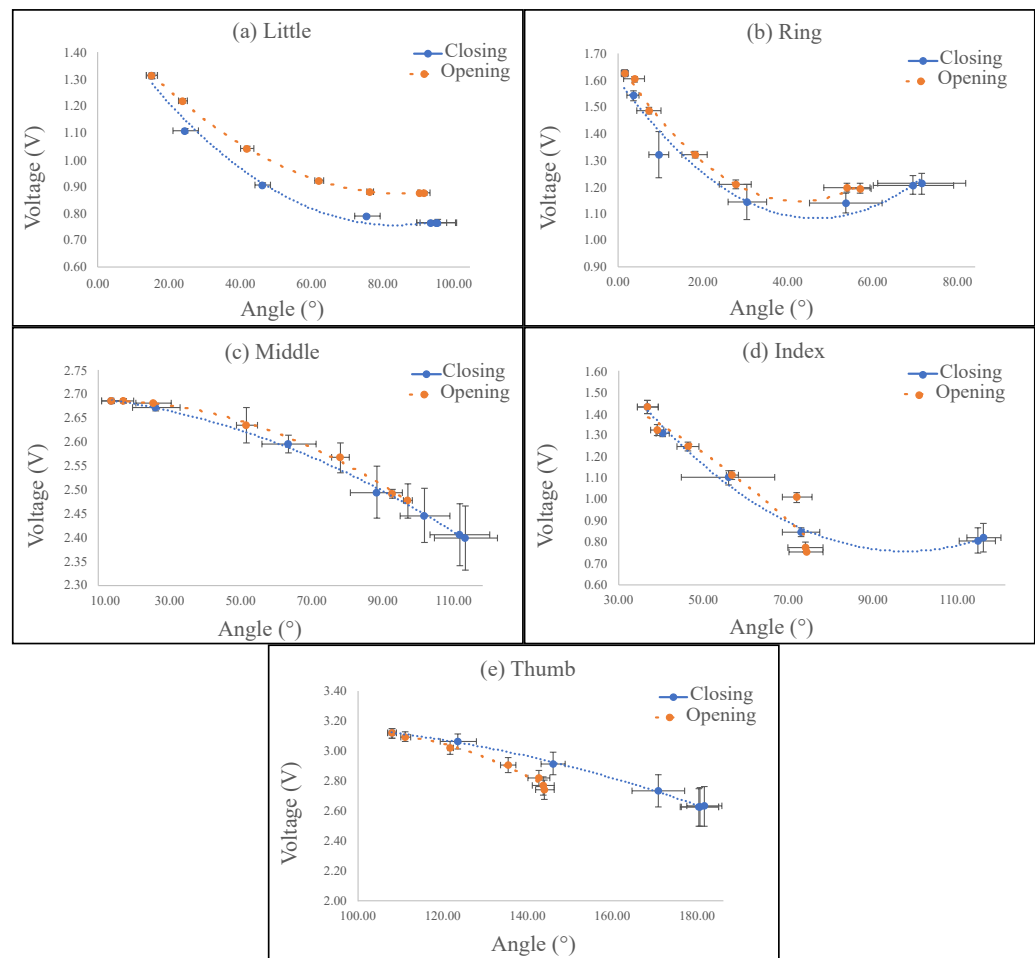 (a) Little
Closing
Opening
Voltage (V)
1.40
1.30
1.20
1.10
1.00
0.90
0.80
0.70
0.60
0.00 20.00 40.00 60.00 80.00 100.00
Angle (°)
(b) Ring
Closing
Opening
Voltage (V)
1.70
1.60
1.50
1.40
1.30
1.20
1.10
1.00
0.90
0.00 20.00 40.00 60.00 80.00
Angle (°)
(c) Middle
Closing
Opening
Voltage (V)
2.75
2.70
2.65
2.60
2.55
2.50
2.45
2.40
2.35
2.30
10.00 30.00 50.00 70.00 90.00 110.00
Angle (°)
(d) Index
Closing
Opening
Voltage (V)
1.60
1.50
1.40
1.30
1.20
1.10
1.00
0.90
0.80
0.70
0.60
30.00 50.00 70.00 90.00 110.00
Angle (°)
(e) Thumb
Closing
Opening
Voltage (V)
3.40
3.20
3.00
2.80
2.60
2.40
2.20
2.00
100.00 120.00 140.00 160.00 180.00
Angle (°)